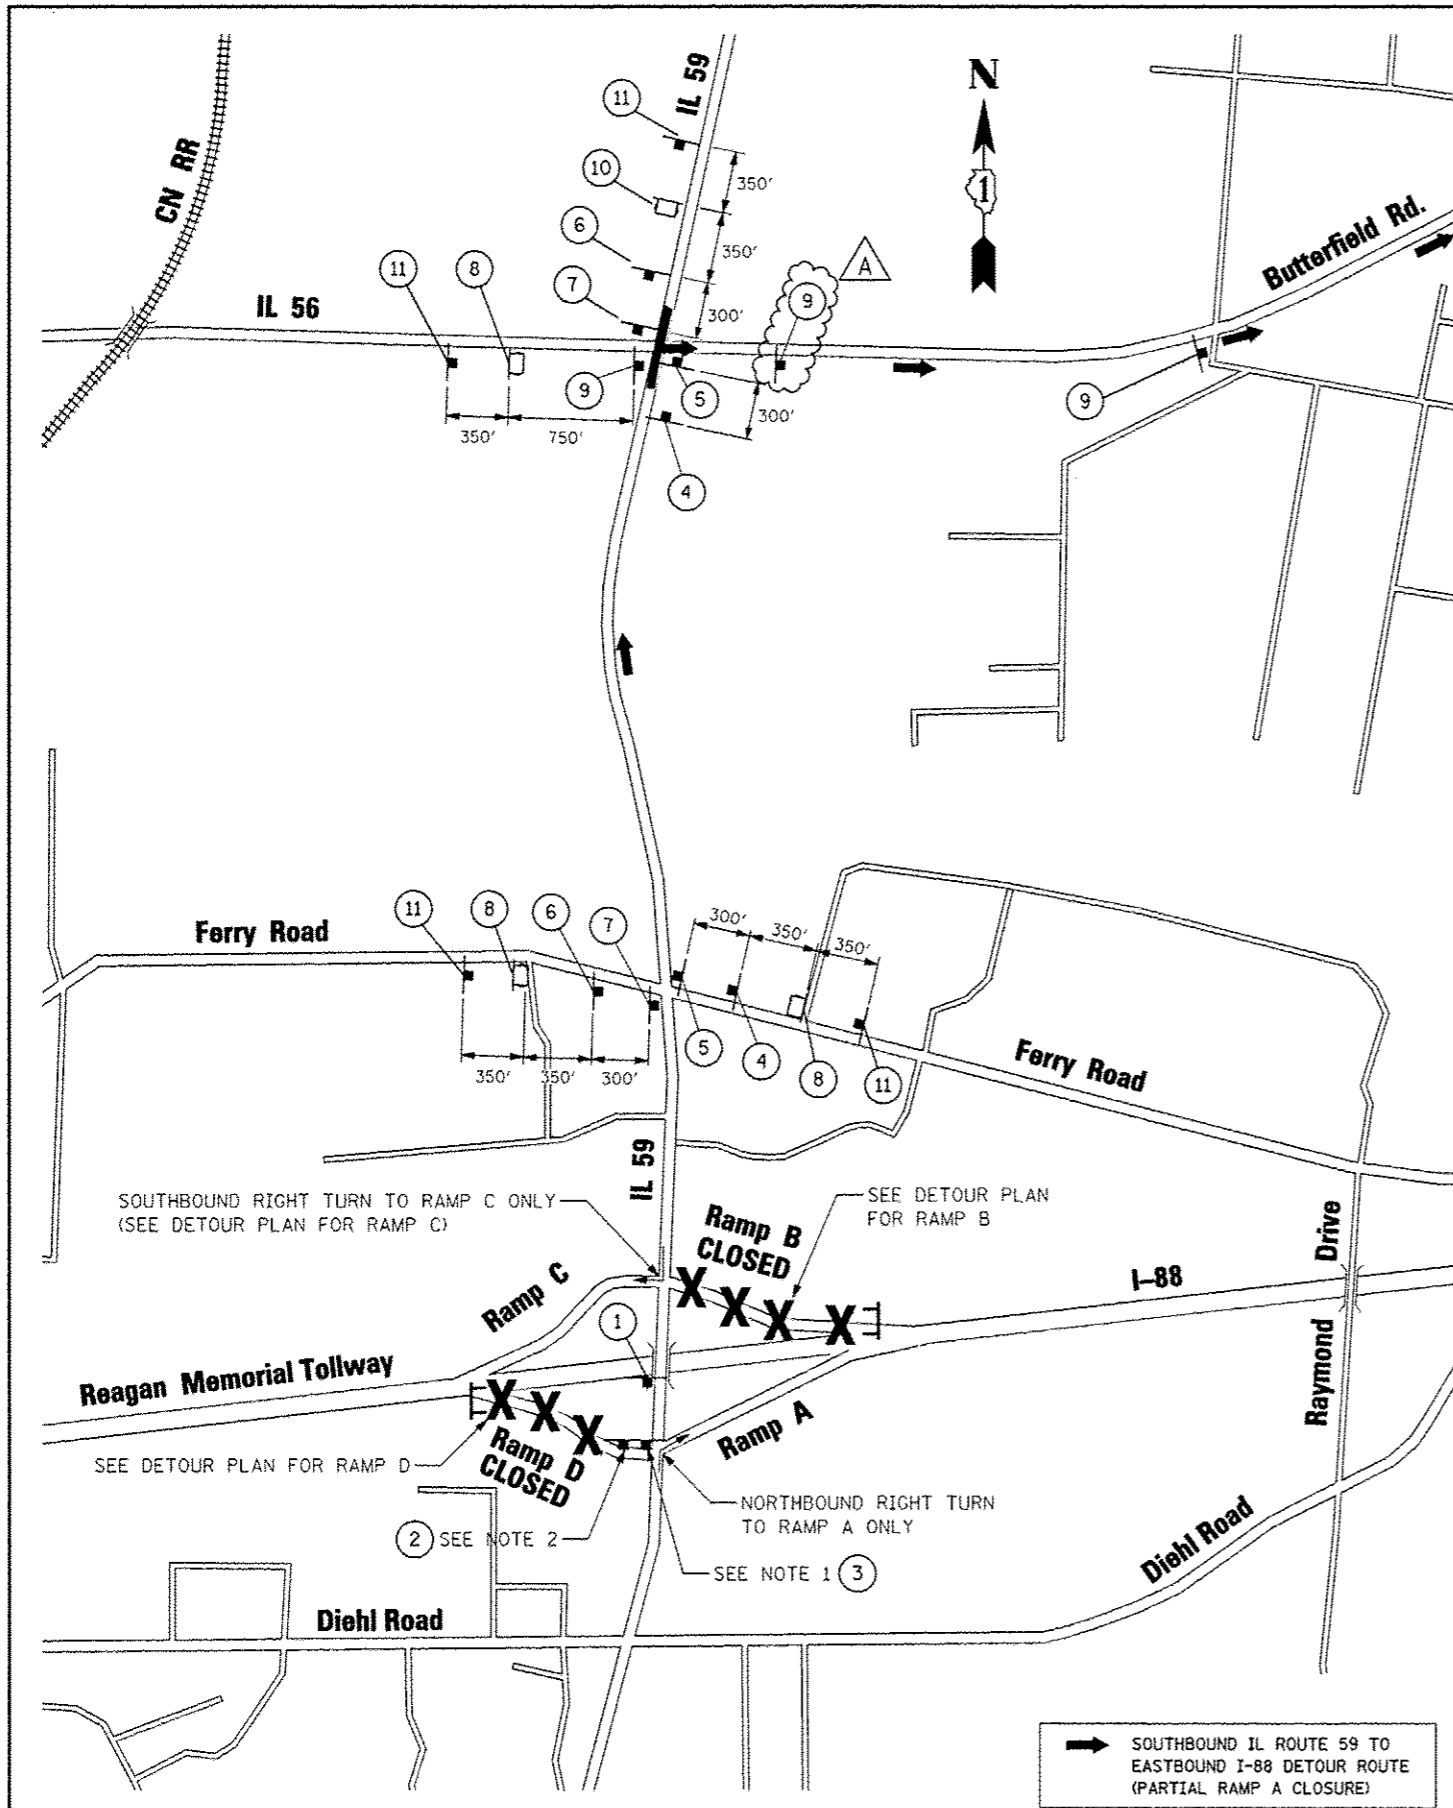 IL 59
N
1
11
350'
CN RR
10
Butterfield Rd.
350'
6
A
11
8
7
9
IL 56
300'
9
5
9
350'
750'
300'
4
11
8
6
7
300'
350'
350'
Ferry Road
5
4
8
11
Ferry Road
350'
350'
300'
IL 59
SOUTHBOUND RIGHT TURN TO RAMP C ONLY
(SEE DETOUR PLAN FOR RAMP C)
SEE DETOUR PLAN
FOR RAMP B
Ramp B
CLOSED
X X X X
Ramp C
I-88
Raymond Drive
1
Reagan Memorial Tollway
X X X
Ramp D
CLOSED
Ramp A
SEE DETOUR PLAN FOR RAMP D
NORTHBOUND RIGHT TURN
TO RAMP A ONLY
2 SEE NOTE 2
SEE NOTE 1 3
Diehl Road
Diehl Road
SOUTHBOUND IL ROUTE 59 TO
EASTBOUND I-88 DETOUR ROUTE
(PARTIAL RAMP A CLOSURE)